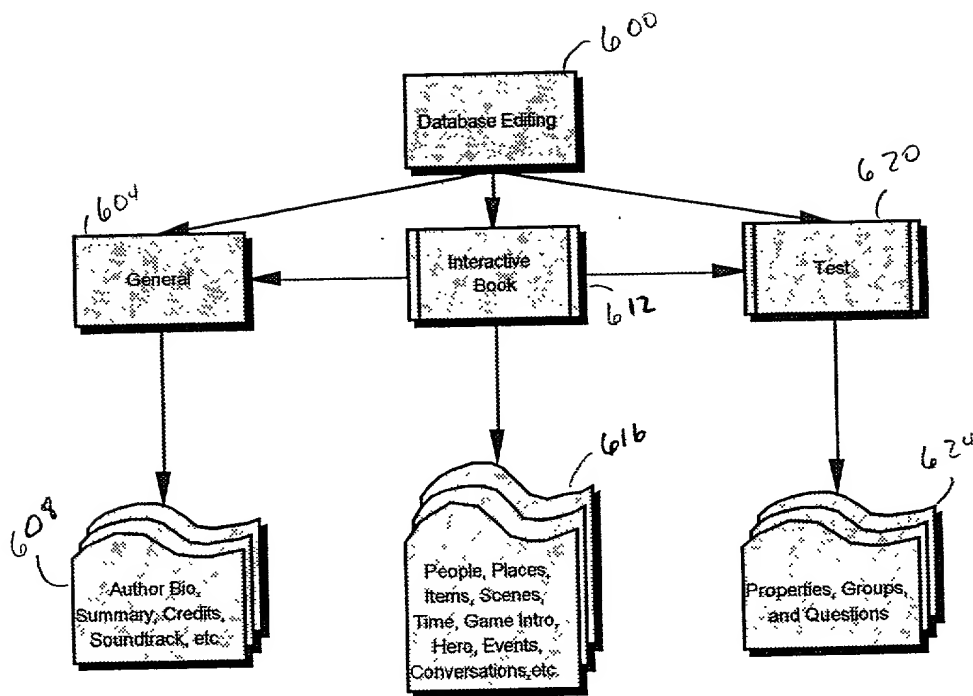 600
Database Editing
604
General
Interactive
Book
612
620
Test
608
Author Bio,
Summary, Credits,
Soundtrack, etc.
616
People, Places,
Items, Scenes,
Time, Game Intro,
Hero, Events,
Conversations,etc.
624
Properties, Groups,
and Questions